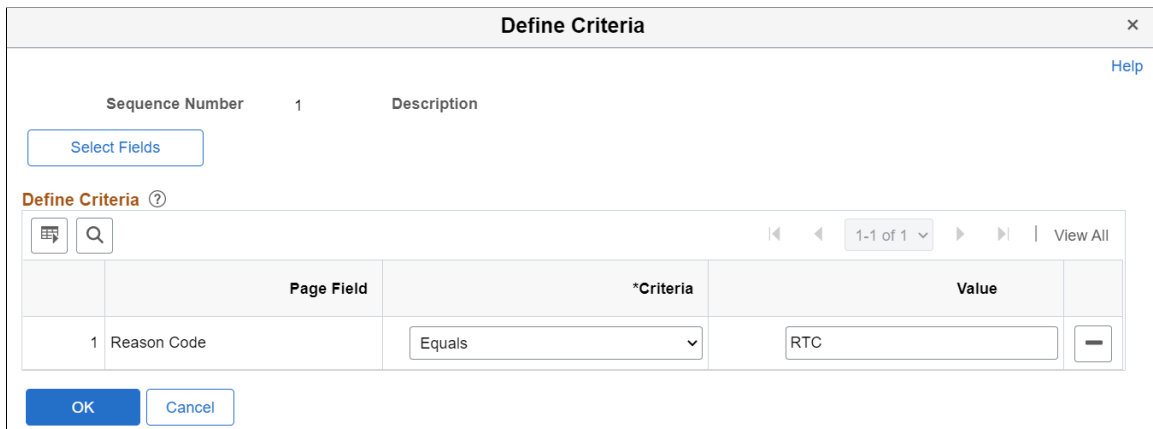 Define Criteria ×
Help
Sequence Number 1 Description
Select Fields
Define Criteria ?
1-1 of 1 | View All
Page Field *Criteria Value
1 Reason Code Equals RTC
OK Cancel